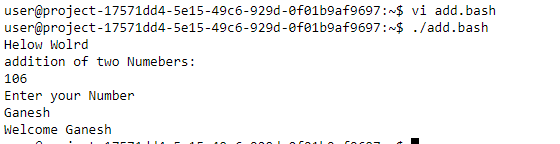 user@project-17571dd4-5e15-49c6-929d-0f01b9af9697:~$ vi add.bash
user@project-17571dd4-5e15-49c6-929d-0f01b9af9697:~$ ./add.bash
Helow Wolrd
addition of two Numebers:
106
Enter your Number
Ganesh
Welcome Ganesh